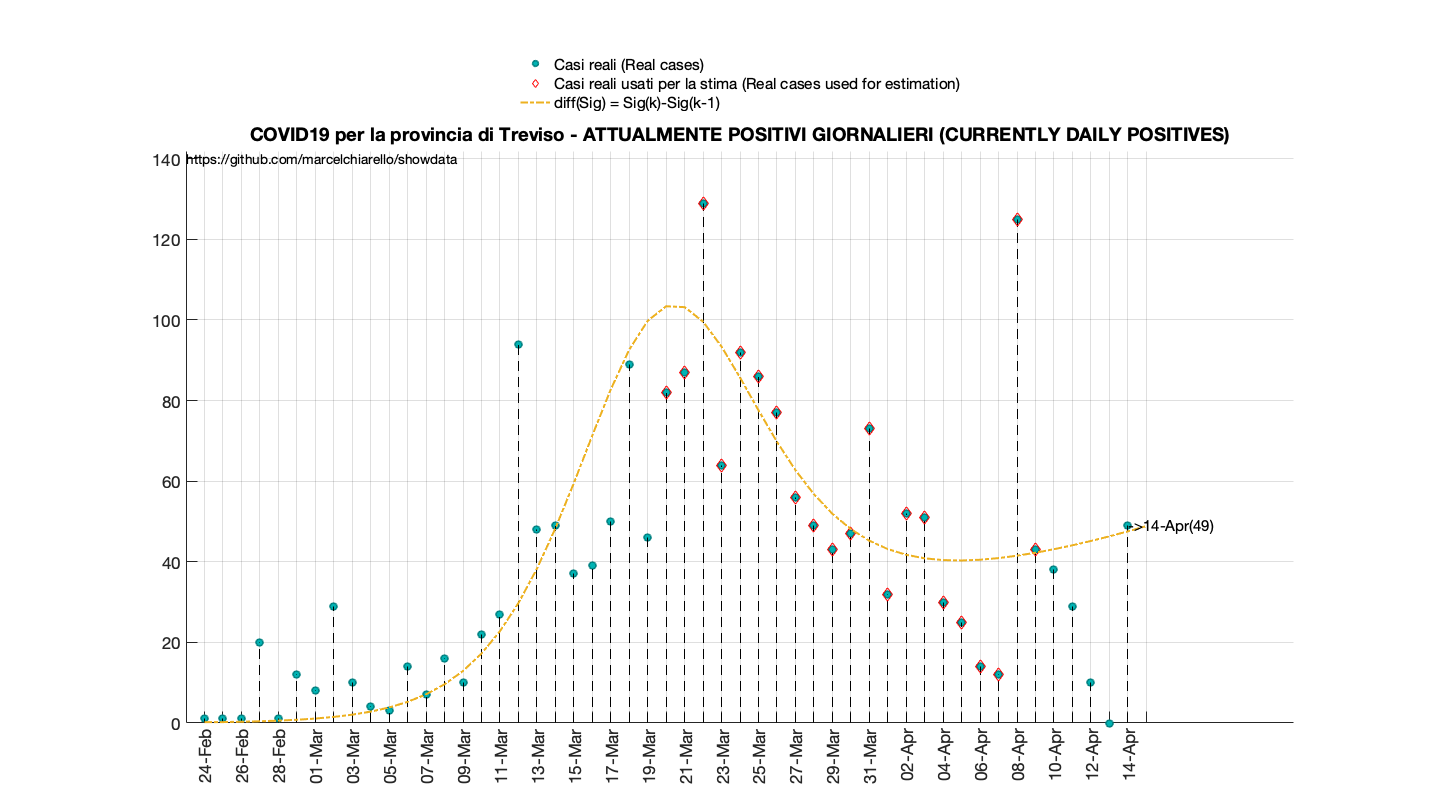 Casi reali (Real cases)
Casi reali usati per la stima (Real cases used for estimation)
diff(Sig) = Sig(k)-Sig(k-1)
COVID19 per la provincia di Treviso - ATTUALMENTE POSITIVI GIORNALIERI (CURRENTLY DAILY POSITIVES)
https://github.com/marcelchiarello/showdata
140
120
100
80
60
40
20
0
->14-Apr(49)
24-Feb
26-Feb
28-Feb
01-Mar
03-Mar
05-Mar
07-Mar
09-Mar
11-Mar
13-Mar
15-Mar
17-Mar
19-Mar
21-Mar
23-Mar
25-Mar
27-Mar
29-Mar
31-Mar
02-Apr
04-Apr
06-Apr
08-Apr
10-Apr
12-Apr
14-Apr